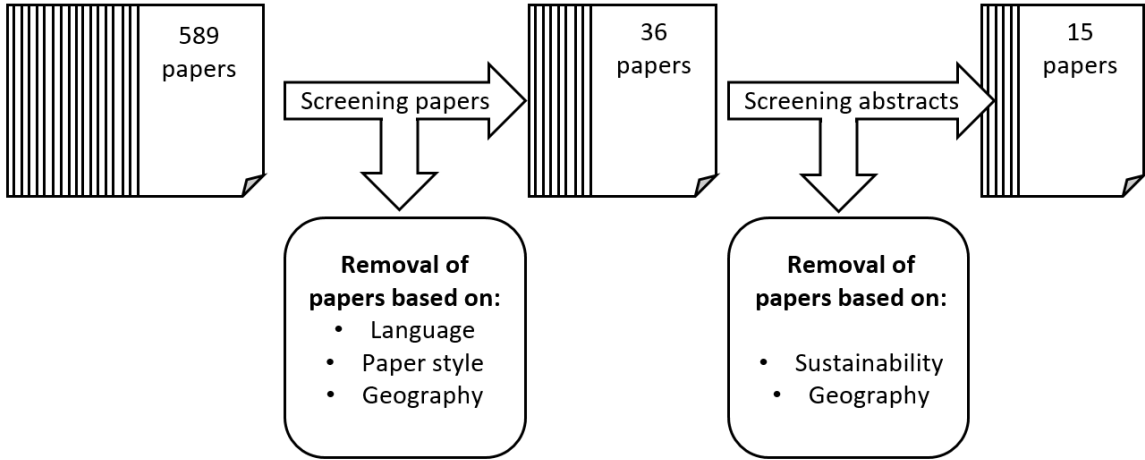 589
papers
Screening papers
36
papers
Screening abstracts
15
papers
Removal of
papers based on:
• Language
• Paper style
• Geography
Removal of
papers based on:
• Sustainability
• Geography